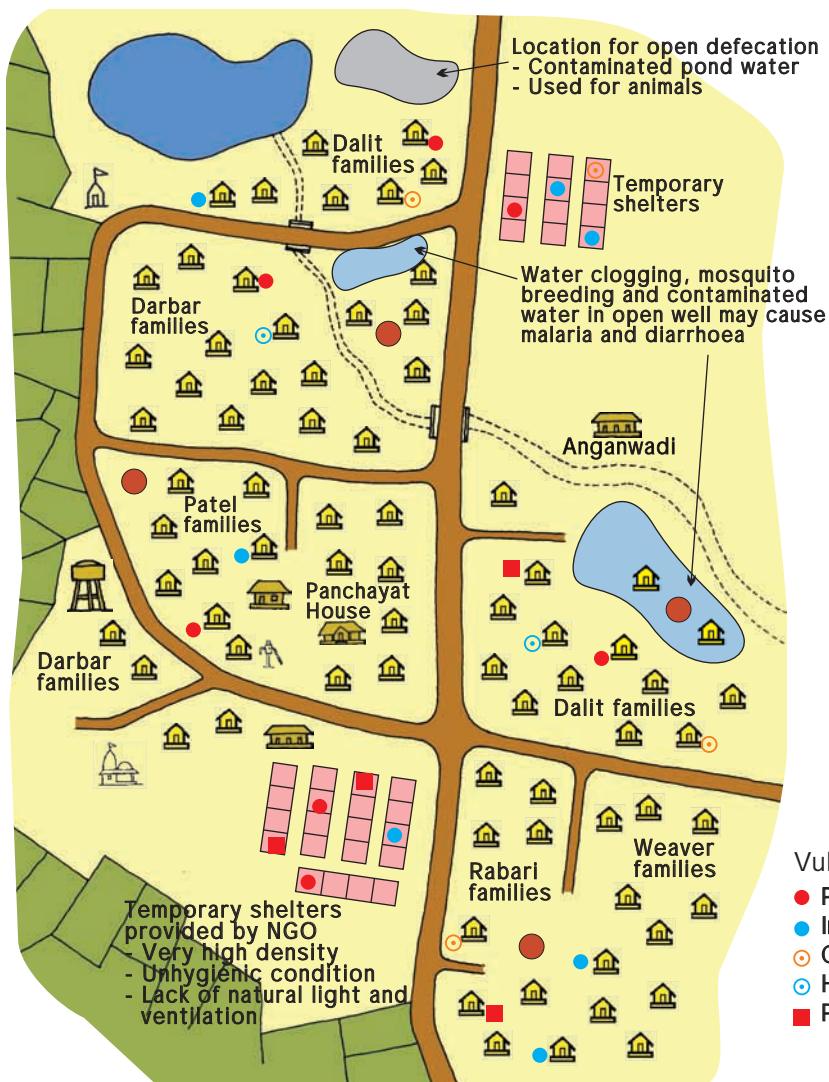 Location for open defecation
- Contaminated pond water
- Used for animals
Dalit
families
Temporary
shelters
Water clogging, mosquito
breeding and contaminated
water in open well may cause
malaria and diarrhoea
Darbar
families
Anganwadi
Patel
families
Panchayat
House
Darbar
families
Dalit families
Rabari
families
Weaver
families
Temporary shelters
provided by NGO
- Very high density
- Unhygienic condition
- Lack of natural light and
ventilation